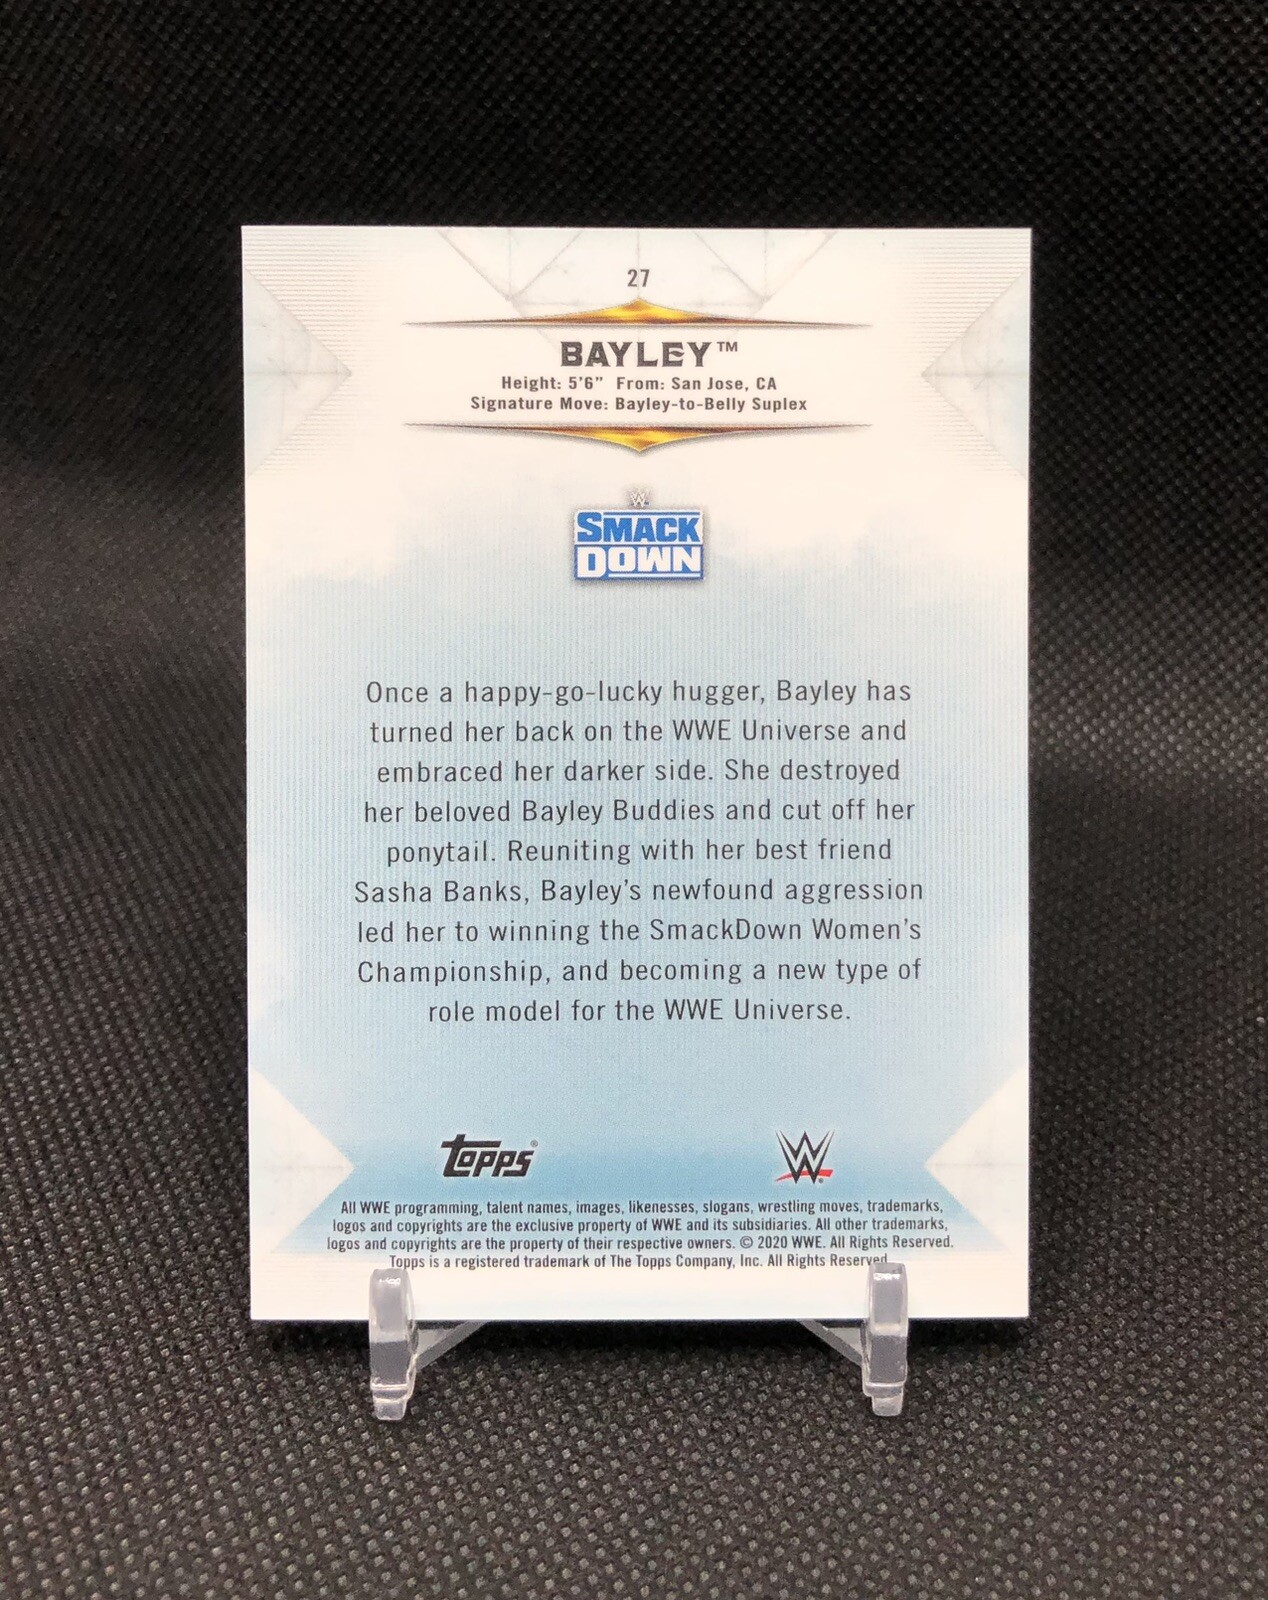 27
BAYLEY™
Height: 5'6" From: San Jose, CA
Signature Move: Bayley-to-Belly Suplex
W
SMACK
DOWN
Once a happy-go-lucky hugger, Bayley has
turned her back on the WWE Universe and
embraced her darker side. She destroyed
her beloved Bayley Buddies and cut off her
ponytail. Reuniting with her best friend
Sasha Banks, Bayley's newfound aggression
led her to winning the SmackDown Women's
Championship, and becoming a new type of
role model for the WWE Universe.
Topps® W®
All WWE programming, talent names, images, likenesses, slogans, wrestling moves, trademarks,
logos and copyrights are the exclusive property of WWE and its subsidiaries. All other trademarks,
logos and copyrights are the property of their respective owners. © 2020 WWE. All Rights Reserved.
Topps is a registered trademark of The Topps Company, Inc. All Rights Reserved.